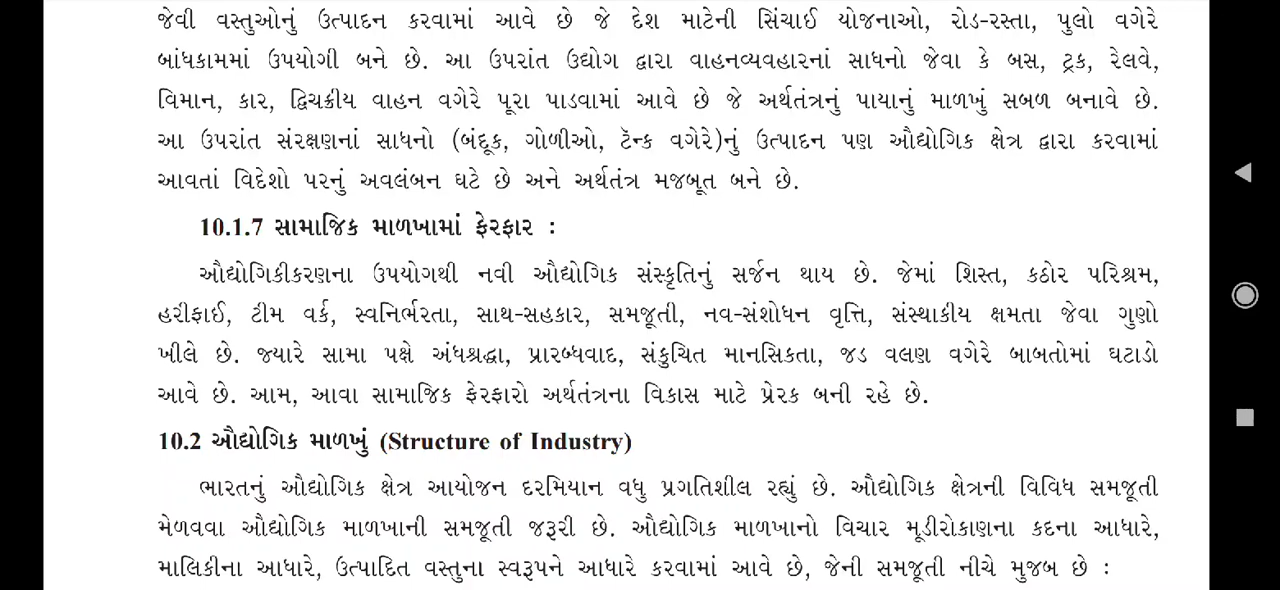 જેવી વસ્તુઓનું ઉત્પાદન કરવામાં આવે છે જે દેશ માટેની સિંચાઈ યોજનાઓ, રોડ-રસ્તા, પુલો વગેરે
બાંધકામમાં ઉપયોગી બને છે. આ ઉપરાંત ઉદ્યોગ દ્વારા વાહનવ્યવહારનાં સાધનો જેવા કે બસ, ટ્રક, રેલવે,
વિમાન, કાર, દ્વિચક્રીય વાહન વગેરે પૂરા પાડવામાં આવે છે જે અર્થતંત્રનું પાયાનું માળખું સબળ બનાવે છે.
આ ઉપરાંત સંરક્ષણનાં સાધનો (બંદૂક, ગોળીઓ, ટૅન્ક વગેરે)નું ઉત્પાદન પણ ઔદ્યોગિક ક્ષેત્ર દ્વારા કરવામાં
આવતાં વિદેશો પરનું અવલંબન ઘટે છે અને અર્થતંત્ર મજબૂત બને છે.
10.1.7 સામાજિક માળખામાં ફેરફાર :
ઔદ્યોગિકીકરણના ઉપયોગથી નવી ઔદ્યોગિક સંસ્કૃતિનું સર્જન થાય છે. જેમાં શિસ્ત, કઠોર પરિશ્રમ,
હરીફાઈ, ટીમ વર્ક, સ્વનિર્ભરતા, સાથ-સહકાર, સમજૂતી, નવ-સંશોધન વૃત્તિ, સંસ્થાકીય ક્ષમતા જેવા ગુણો
ખીલે છે. જ્યારે સામા પક્ષે અંધશ્રદ્ધા, પ્રારબ્ધવાદ, સંકુચિત માનસિકતા, જડ વલણ વગેરે બાબતોમાં ઘટાડો
આવે છે. આમ, આવા સામાજિક ફેરફારો અર્થતંત્રના વિકાસ માટે પ્રેરક બની રહે છે.
10.2 ઔદ્યોગિક માળખું (Structure of Industry)
ભારતનું ઔદ્યોગિક ક્ષેત્ર આયોજન દરમિયાન વધુ પ્રગતિશીલ રહ્યું છે. ઔદ્યોગિક ક્ષેત્રની વિવિધ સમજૂતી
મેળવવા ઔદ્યોગિક માળખાની સમજૂતી જરૂરી છે. ઔદ્યોગિક માળખાનો વિચાર મૂડીરોકાણના કદના આધારે,
માલિકીના આધારે, ઉત્પાદિત વસ્તુના સ્વરૂપને આધારે કરવામાં આવે છે, જેની સમજૂતી નીચે મુજબ છે :